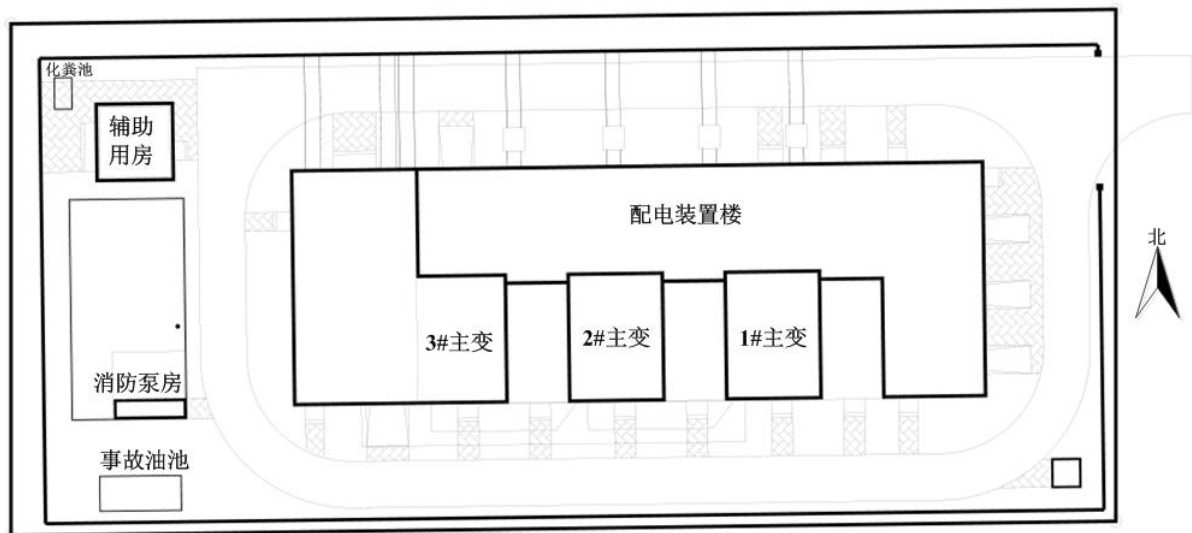 化粪池
辅助
用房
配电装置楼
北
3#主变
2#主变
1#主变
消防泵房
事故油池